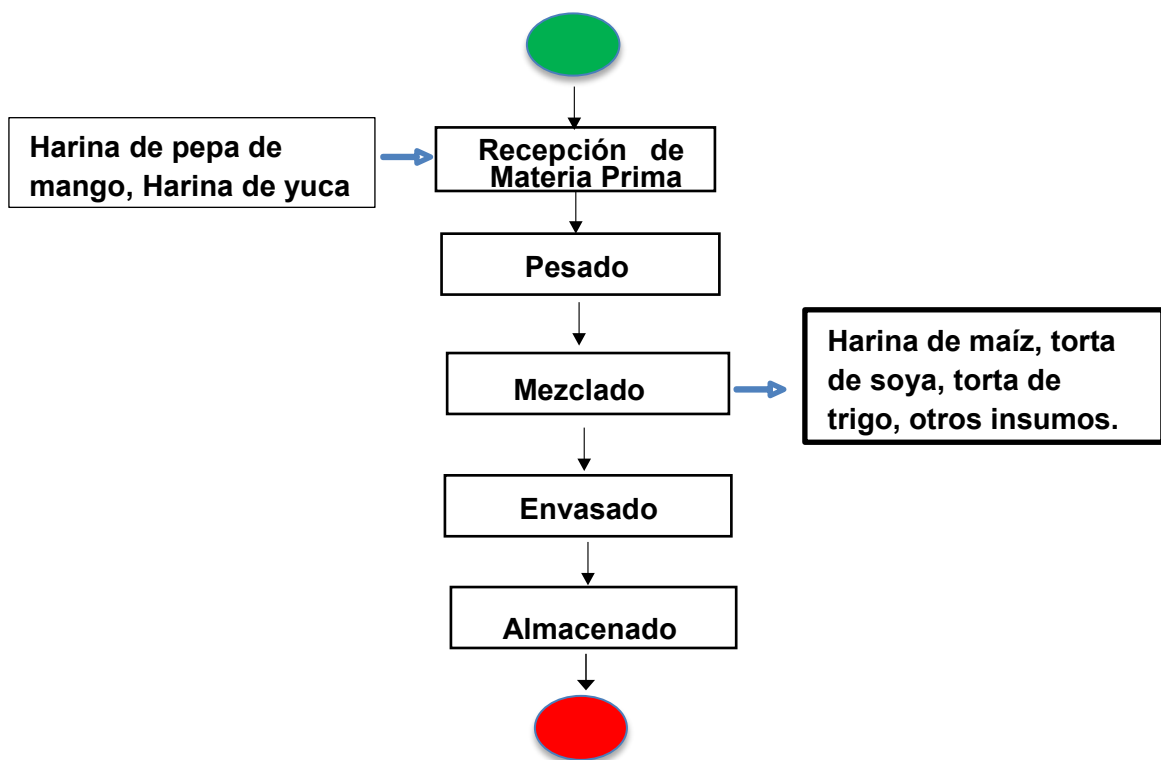 Harina de pepa de
mango, Harina de yuca
Recepción de
Materia Prima
Pesado
Mezclado
Harina de maíz, torta
de soya, torta de
trigo, otros insumos.
Envasado
Almacenado